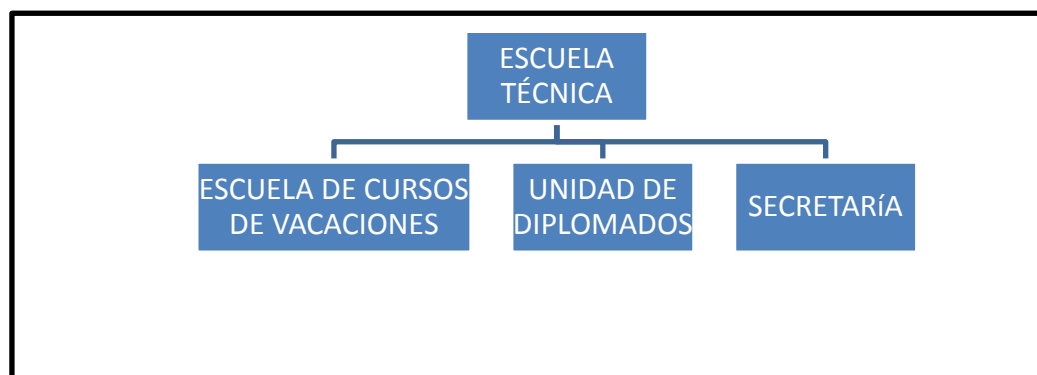 ESCUELA
TÉCNICA
ESCUELA DE CURSOS
DE VACACIONES
UNIDAD DE
DIPLOMADOS
SECRETARíA